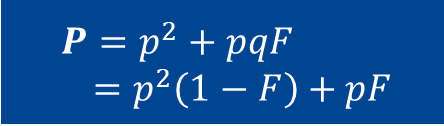 P = p² + pqF
= p²(1 − F) + pF